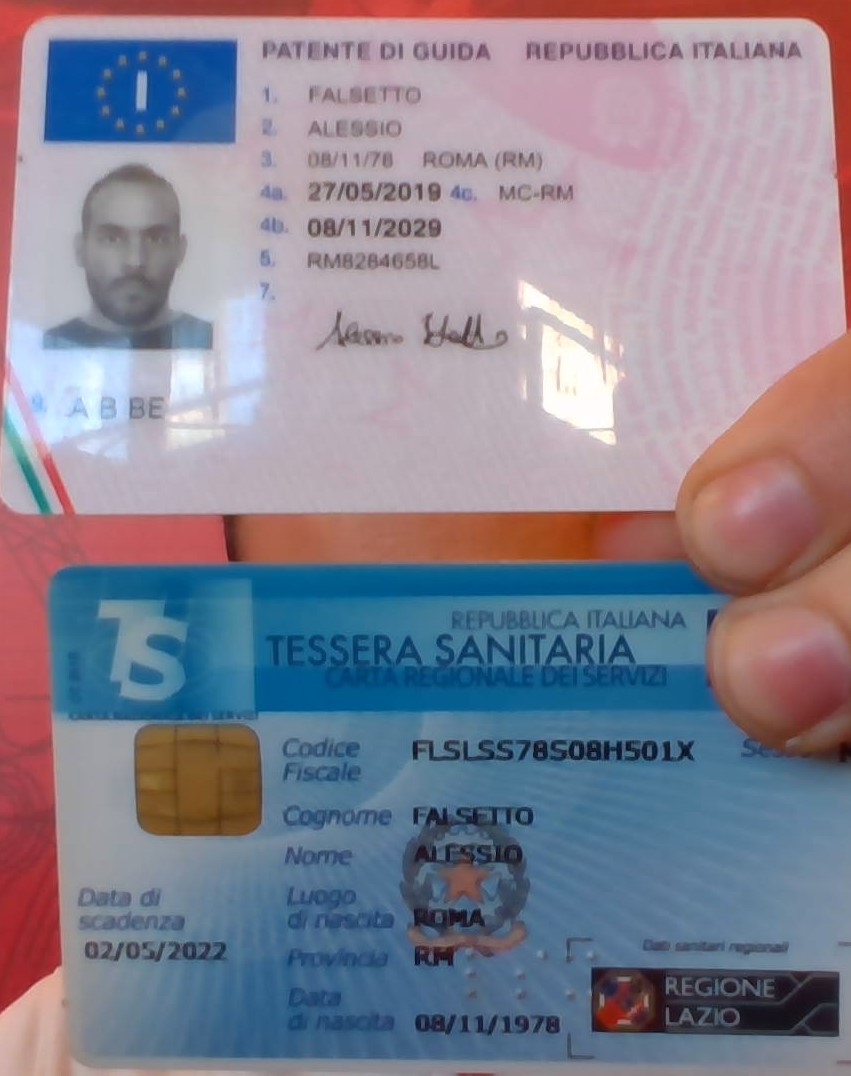 I
PATENTE DI GUIDA REPUBBLICA ITALIANA
1. FALSETTO
2. ALESSIO
3. 08/11/78 ROMA (RM)
4a. 27/05/2019 4c. MC-RM
4b. 08/11/2029
5. RM8284658L
7.
9. A B BE
TS
REPUBBLICA ITALIANA
TESSERA SANITARIA
CARTA REGIONALE DEI SERVIZI
Codice Fiscale FLSLSS78S08H501X
Cognome FALSETTO
Nome ALESSIO
Luogo di nascita ROMA
Provincia RM
Data di nascita 08/11/1978
Data di scadenza
02/05/2022
Dati sanitari regionali
REGIONE
LAZIO